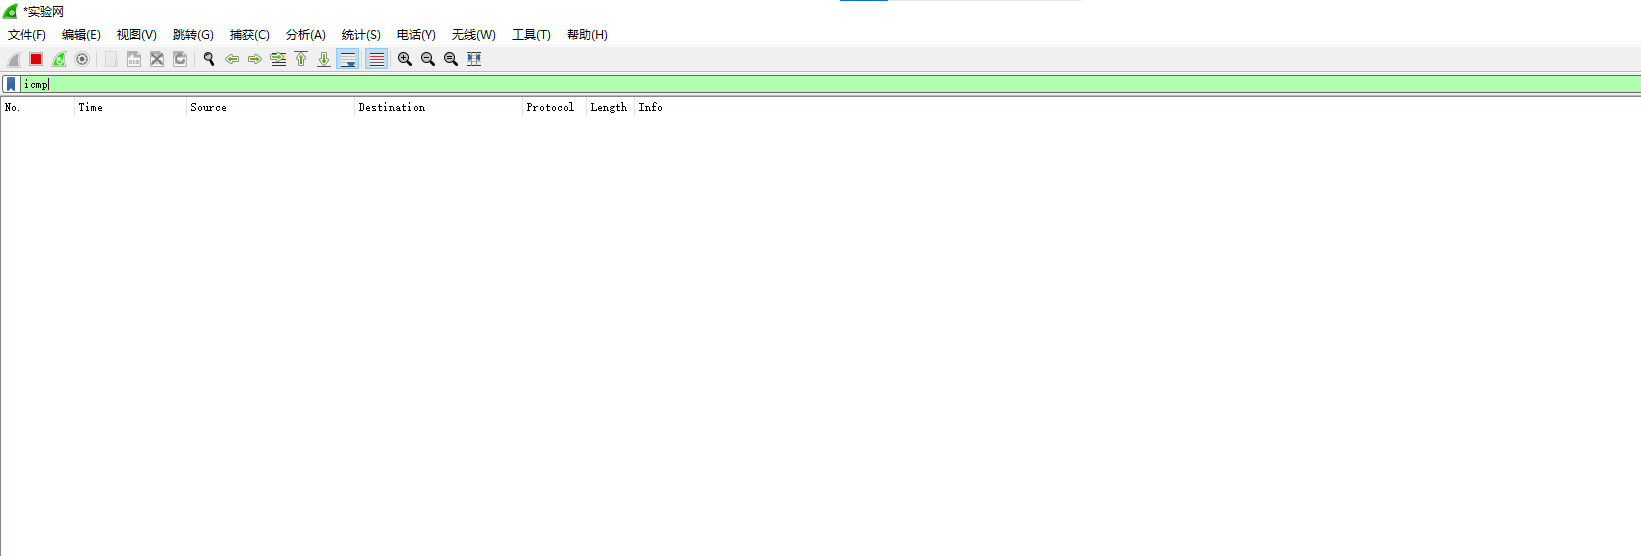 *实验网
文件(F) 编辑(E) 视图(V) 跳转(G) 捕获(C) 分析(A) 统计(S) 电话(Y) 无线(W) 工具(T) 帮助(H)
icmp
No. Time Source Destination Protocol Length Info